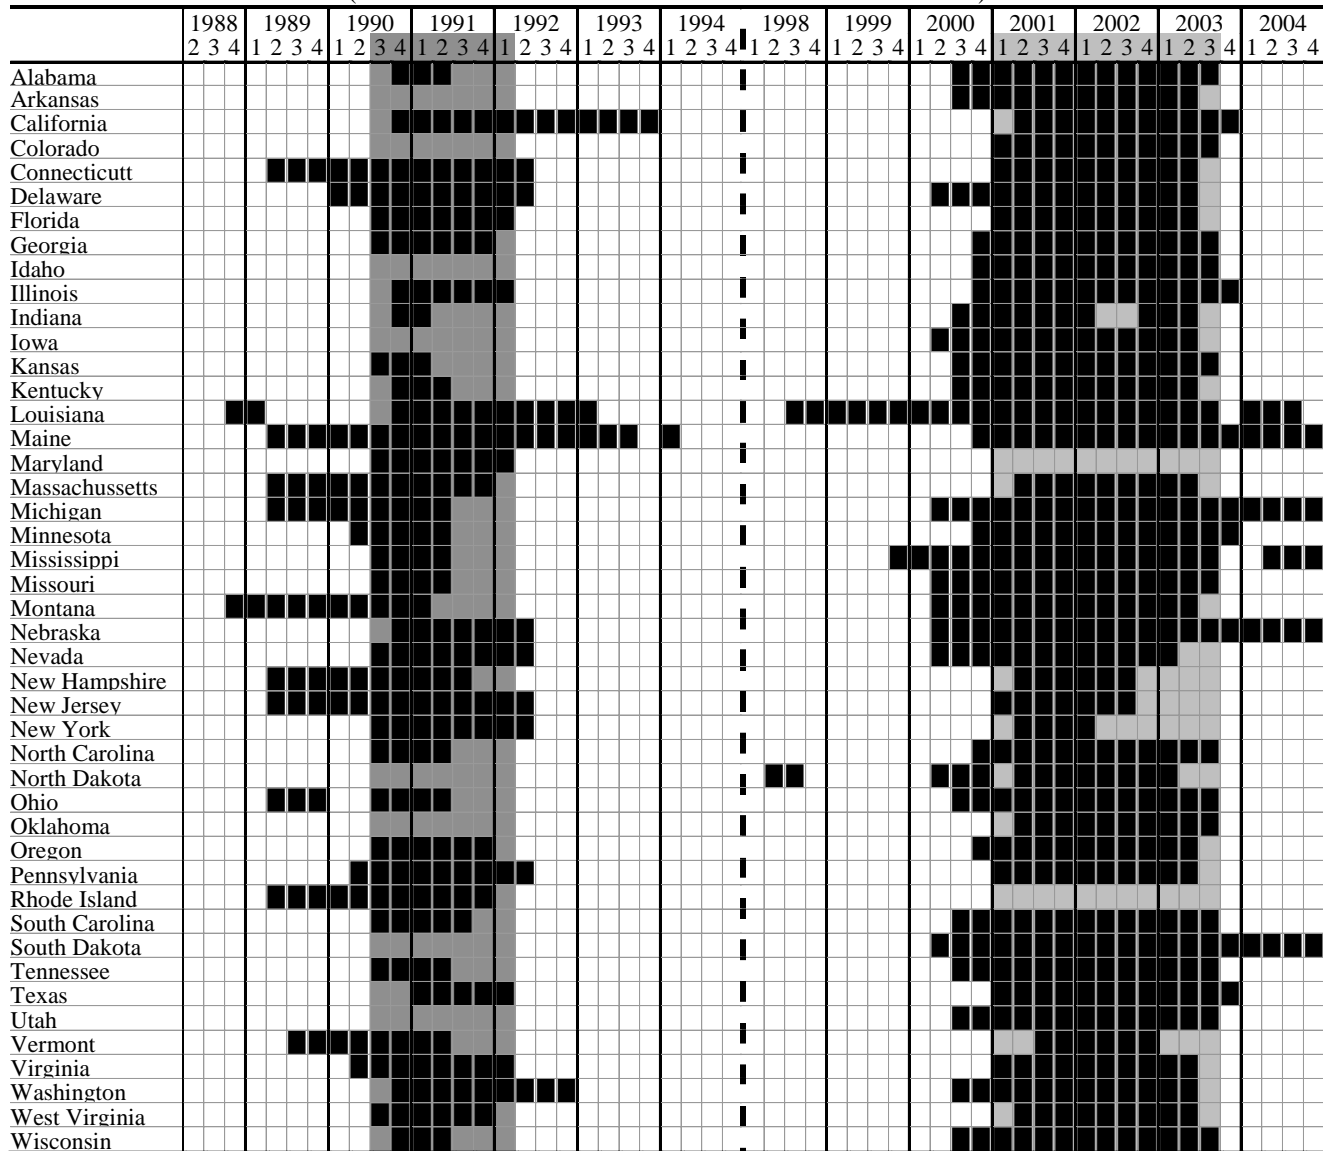 1988 1989 1990 1991 1992 1993 1994 1998 1999 2000 2001 2002 2003 2004
2 3 4 1 2 3 4 1 2 3 4 1 2 3 4 1 2 3 4 1 2 3 4 1 2 3 4 1 2 3 4 1 2 3 4 1 2 3 4 1 2 3 4 1 2 3 4 1 2 3 4 1 2 3 4
Alabama
Arkansas
California
Colorado
Connecticutt
Delaware
Florida
Georgia
Idaho
Illinois
Indiana
Iowa
Kansas
Kentucky
Louisiana
Maine
Maryland
Massachussetts
Michigan
Minnesota
Mississippi
Missouri
Montana
Nebraska
Nevada
New Hampshire
New Jersey
New York
North Carolina
North Dakota
Ohio
Oklahoma
Oregon
Pennsylvania
Rhode Island
South Carolina
South Dakota
Tennessee
Texas
Utah
Vermont
Virginia
Washington
West Virginia
Wisconsin